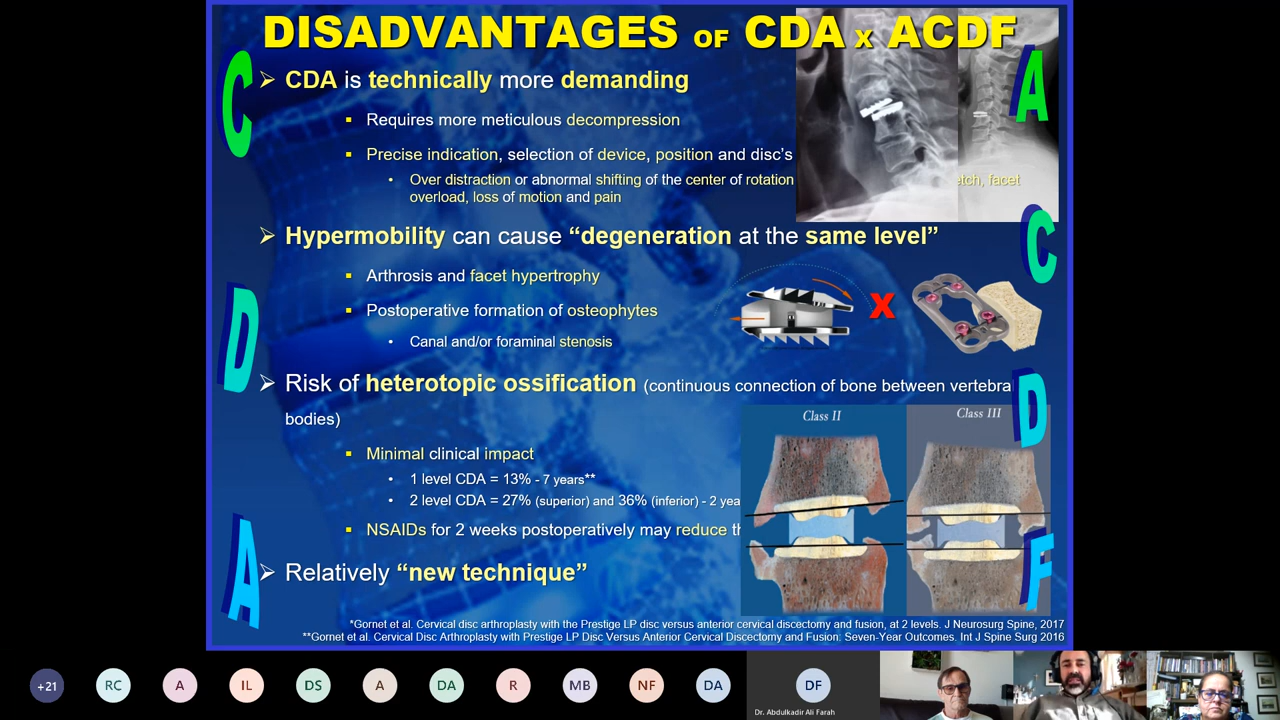 DISADVANTAGES OF CDA X ACDF
CDA is technically more demanding
Requires more meticulous decompression
Precise indication, selection of device, position and disc's
Over distraction or abnormal shifting of the center of rotation
facet
overload, loss of motion and pain
Hypermobility can cause “degeneration at the same level”
Arthrosis and facet hypertrophy
Postoperative formation of osteophytes
X
Canal and/or foraminal stenosis
Risk of heterotopic ossification (continuous connection of bone between vertebra
bodies)
Class II
Class III
Minimal clinical impact
1 level CDA = 13% - 7 years**
2 level CDA = 27% (superior) and 36% (inferior) - 2
NSAIDs for 2 weeks postoperatively may reduce
Relatively “new technique”
C
D
A
A
C
D
F
*Gornet et al. Cervical disc arthroplasty with the Prestige LP disc versus anterior cervical discectomy and fusion, at 2 levels. J Neurosurg Spine, 2017
**Gornet et al. Cervical Disc Arthroplasty with Prestige LP Disc Versus Anterior Cervical Discectomy and Fusion: Seven-Year Outcomes. Int J Spine Surg 2016
+21
RC
A
IL
DS
A
DA
R
MB
NF
DA
DF
Dr. Abdulkadir Ali Farah